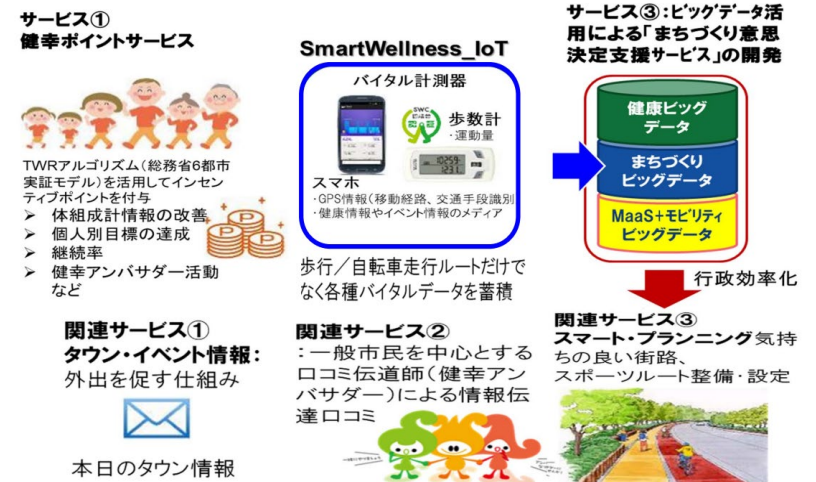 サービス①
健幸ポイントサービス
TWRアルゴリズム（総務省6都市
実証モデル）を活用してインセン
ティブポイントを付与
➢ 体組成計情報の改善
➢ 個人別目標の達成
➢ 継続率
➢ 健幸アンバサダー活動
など
関連サービス①
タウン・イベント情報：
外出を促す仕組み
本日のタウン情報
SmartWellness_IoT
バイタル計測器
SWC
歩数計
・運動量
10259
1231
スマホ
・GPS情報（移動経路、交通手段識別
・健康情報やイベント情報のメディア
歩行／自転車走行ルートだけで
なく各種バイタルデータを蓄積
関連サービス②
：一般市民を中心とする
口コミ伝道師（健幸アン
バサダー）による情報伝
達口コミ
サービス③：ビッグデータ活
用による「まちづくり意思
決定支援サービス」の開発
健康ビッグ
データ
まちづくり
ビッグデータ
MaaS+モビリティ
ビッグデータ
行政効率化
関連サービス③
スマート・プランニング気持
ちの良い街路、
スポーツルート整備・設定